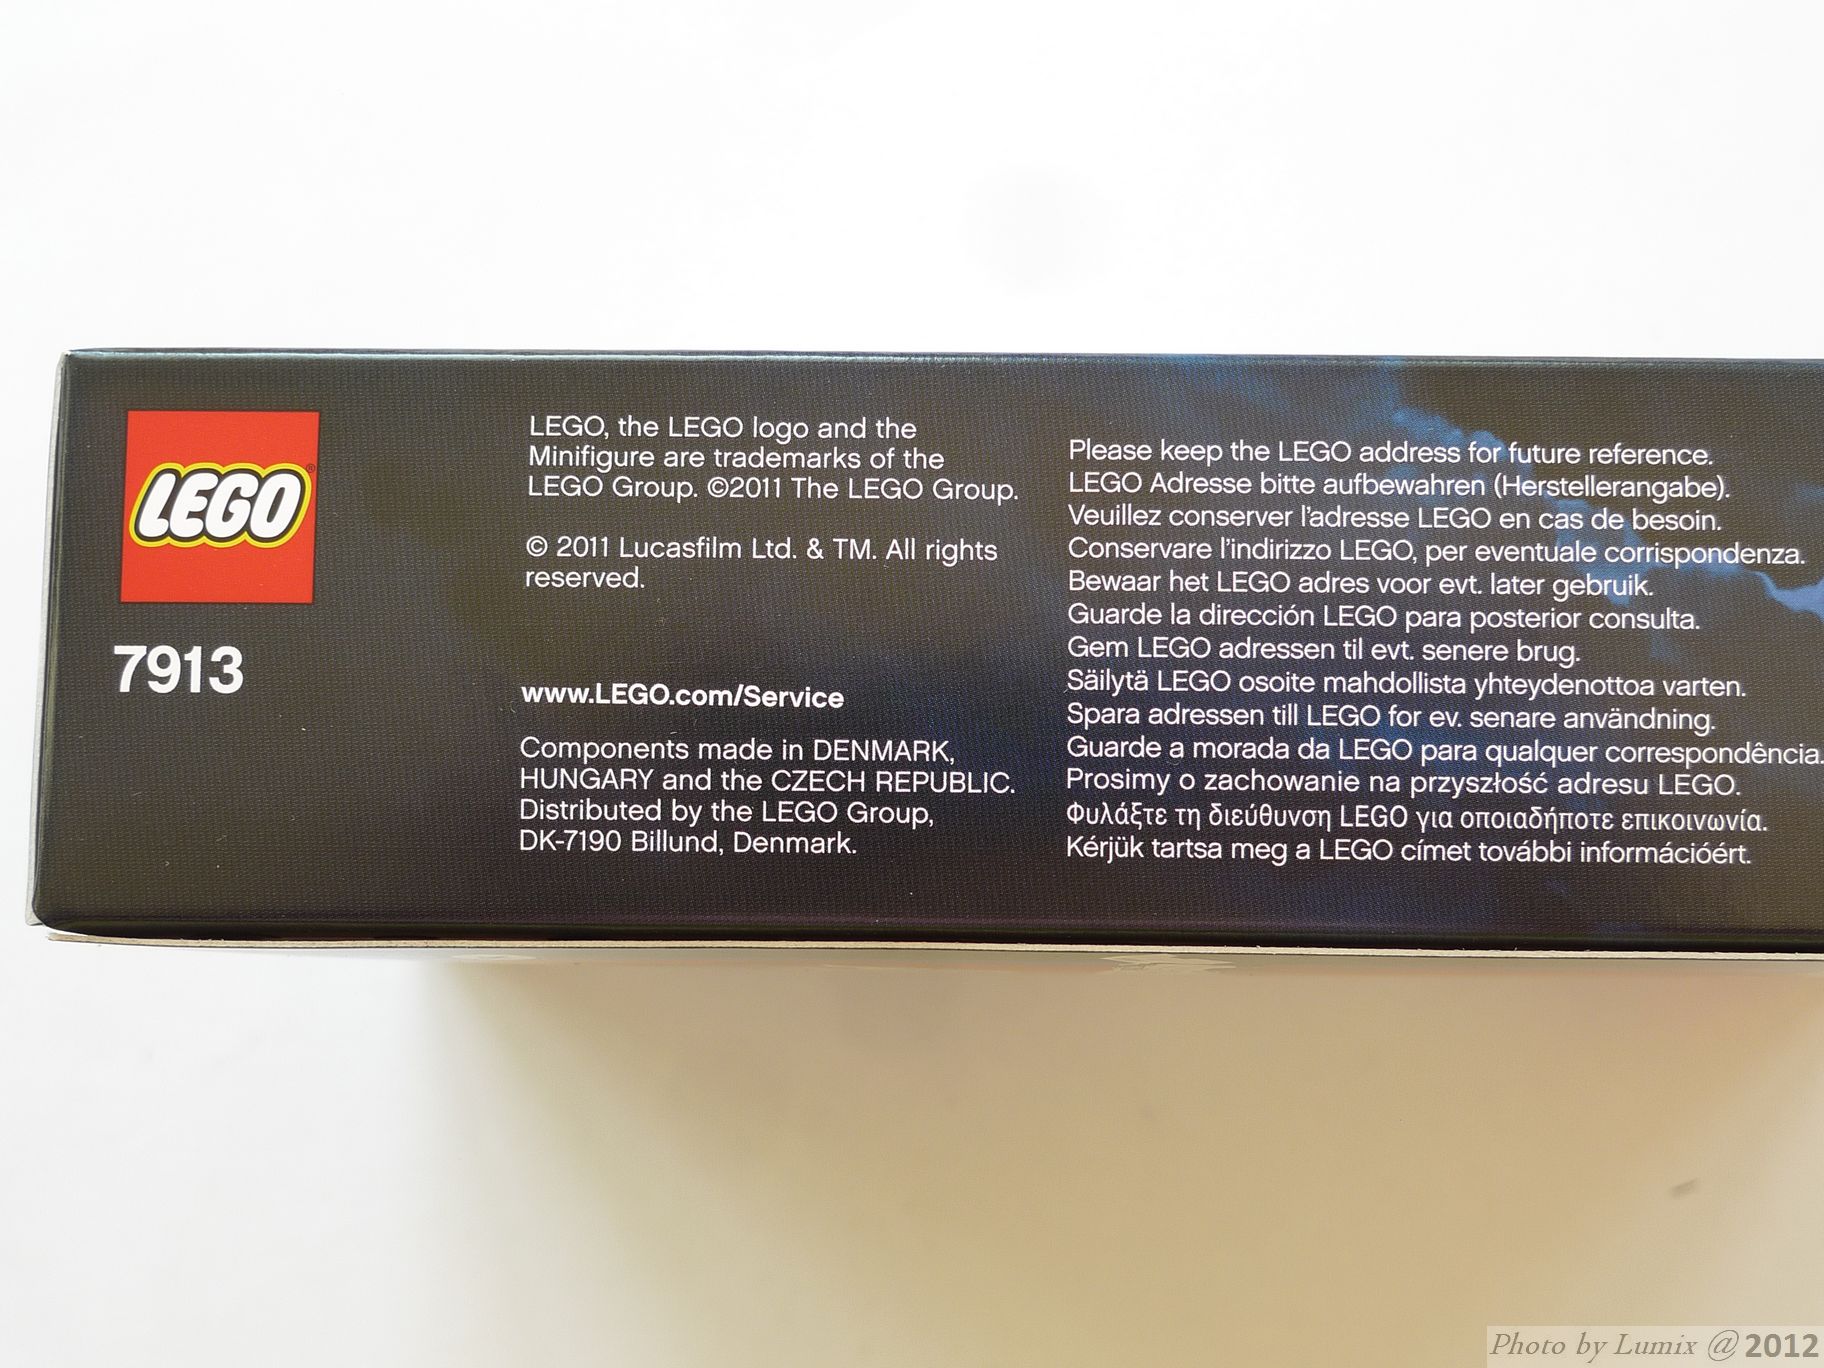 LEGO®
7913
LEGO, the LEGO logo and the
Minifigure are trademarks of the
LEGO Group. ©2011 The LEGO Group.
© 2011 Lucasfilm Ltd. & TM. All rights
reserved.
www.LEGO.com/Service
Components made in DENMARK,
HUNGARY and the CZECH REPUBLIC.
Distributed by the LEGO Group,
DK-7190 Billund, Denmark.
Please keep the LEGO address for future reference.
LEGO Adresse bitte aufbewahren (Herstellerangabe).
Veuillez conserver l'adresse LEGO en cas de besoin.
Conservare l'indirizzo LEGO, per eventuale corrispondenza.
Bewaar het LEGO adres voor evt. later gebruik.
Guarde la dirección LEGO para posterior consulta.
Gem LEGO adressen til evt. senere brug.
Säilytä LEGO osoite mahdollista yhteydenottoa varten.
Spara adressen till LEGO for ev. senare användning.
Guarde a morada da LEGO para qualquer correspondência.
Prosimy o zachowanie na przyszłość adresu LEGO.
Φυλάξτε τη διεύθυνση LEGO για οποιαδήποτε επικοινωνία.
Kérjük tartsa meg a LEGO címet további információért.
Photo by Lumix @ 2012